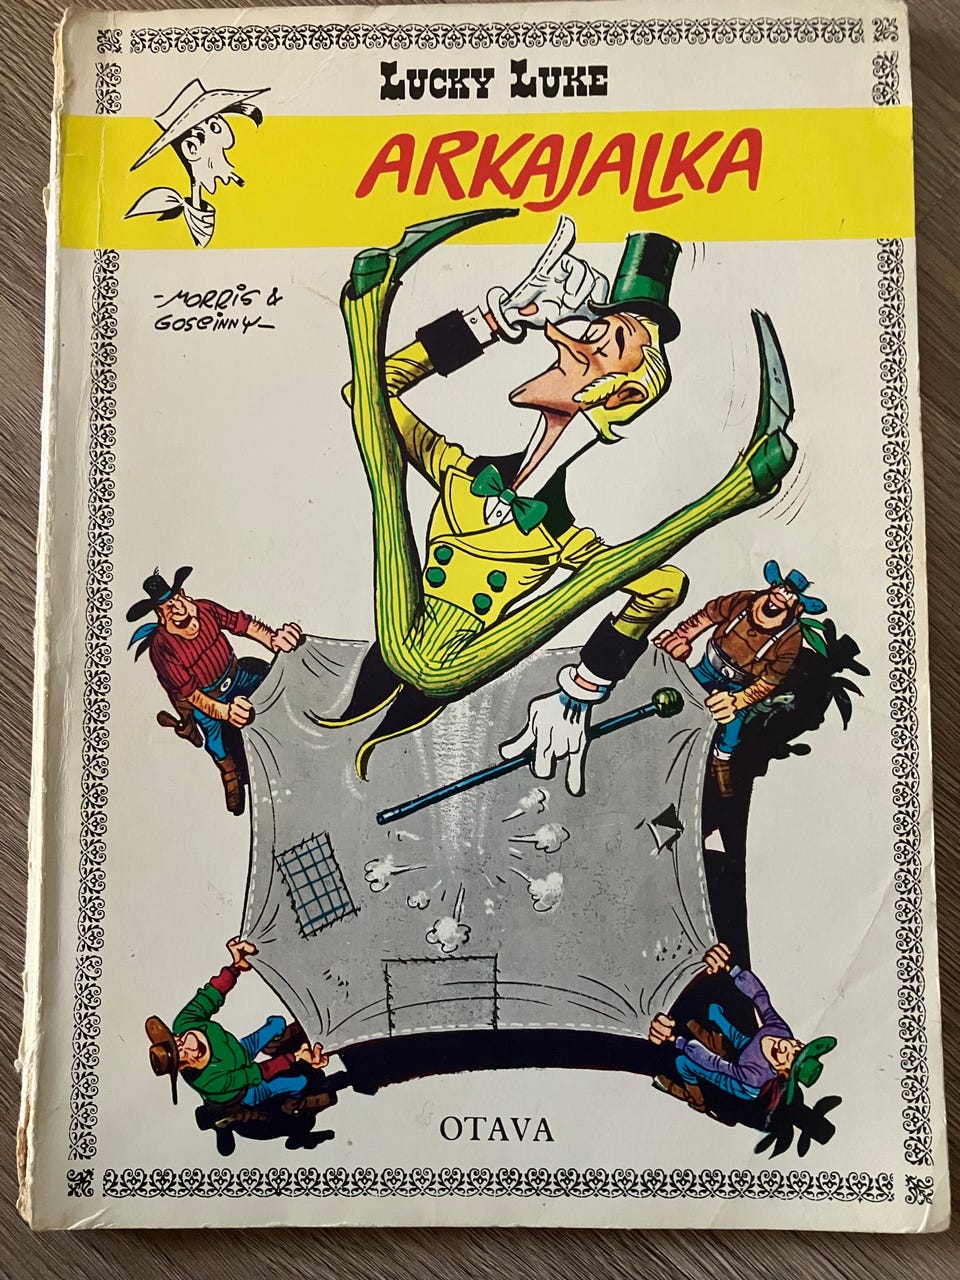 LUCKY LUKE
ARKAJALKA
-MORRIS &
GOSCINNY-
OTAVA